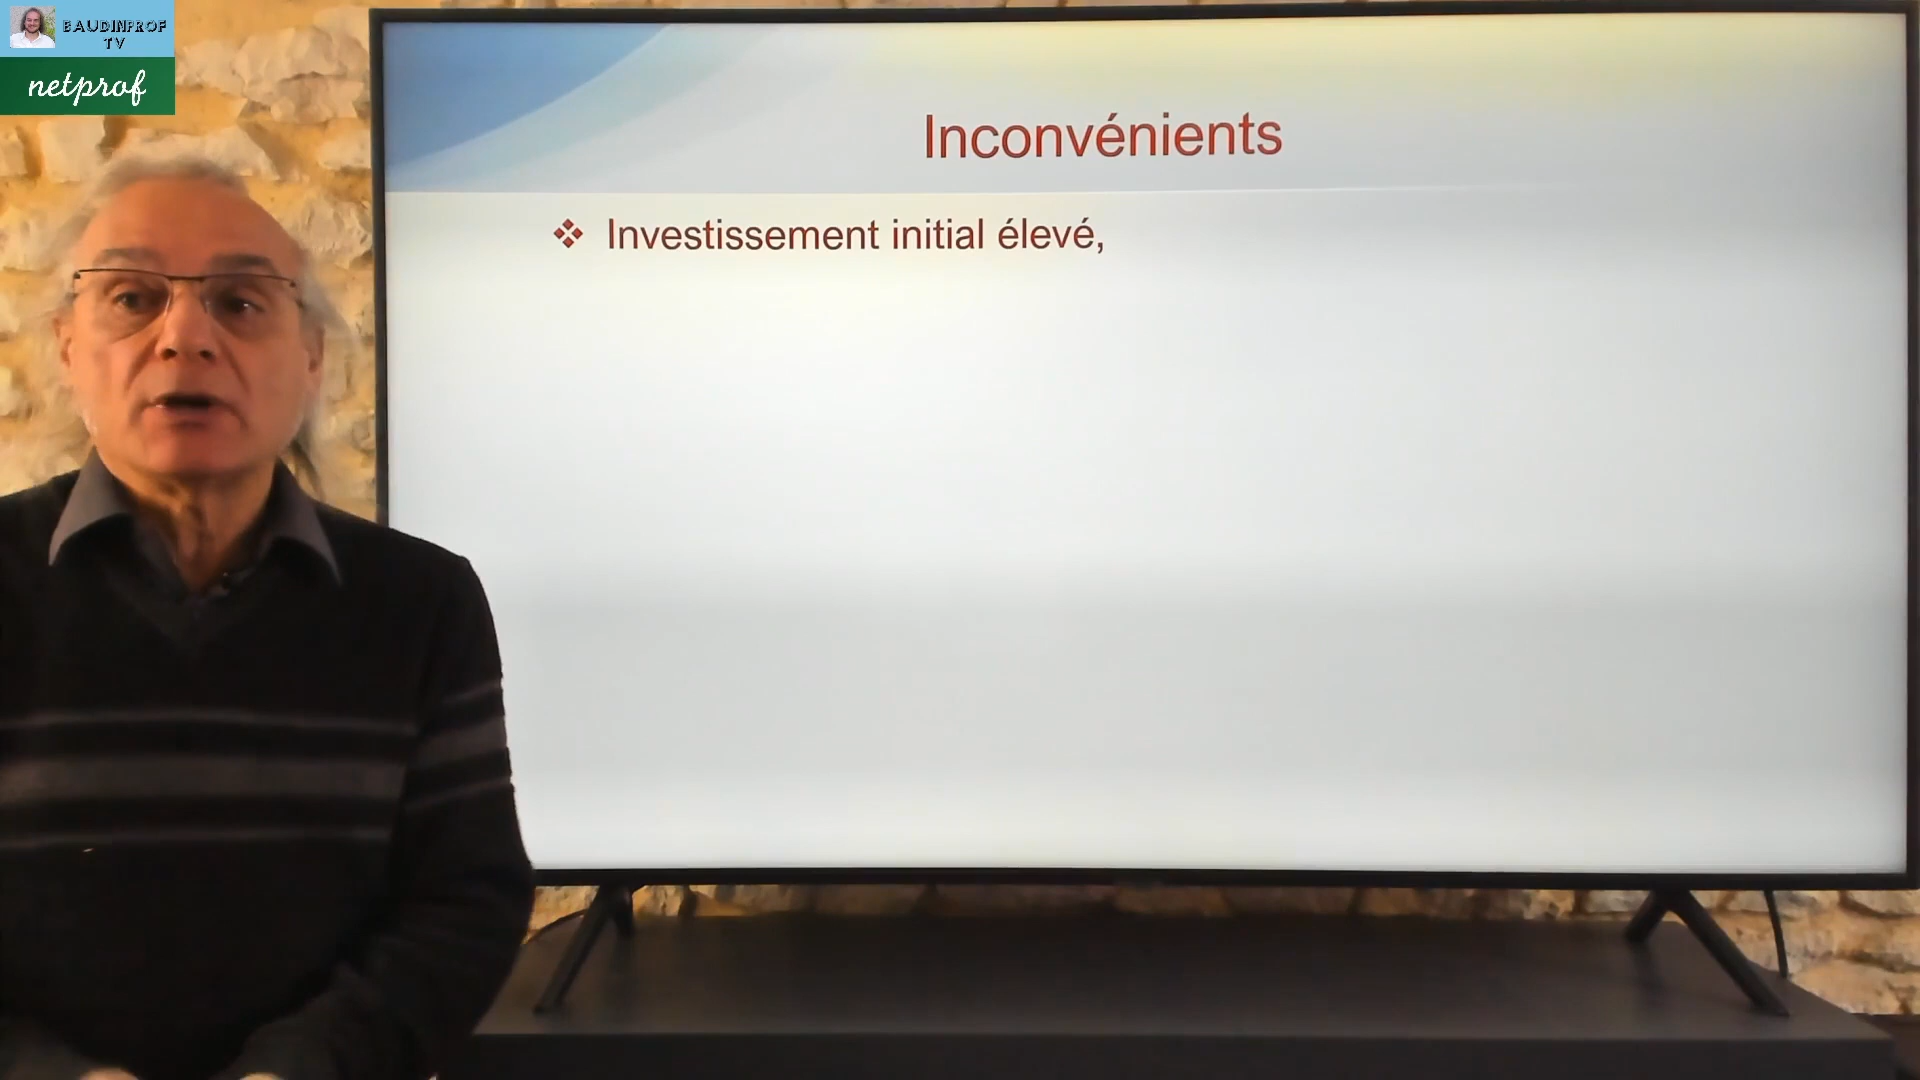 BAUDINPROF
TV
netprof
Inconvénients
Investissement initial élevé,